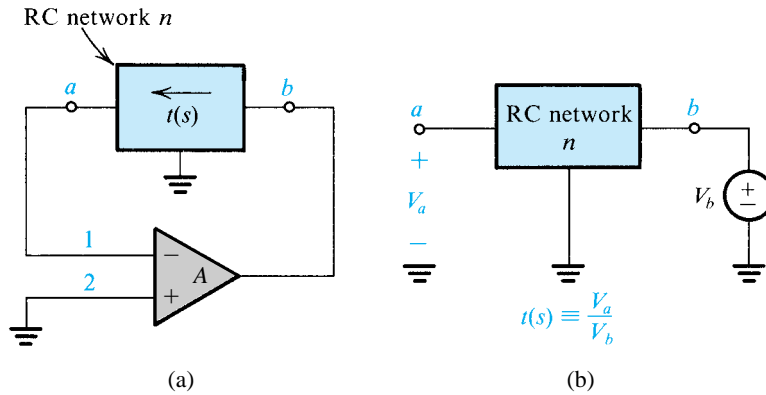 RC network n
a
b
t(s)
1
2
−
+
A
(a)
a
RC network
n
b
+
V_a
−
V_b
+
−
t(s) ≡ V_a / V_b
(b)